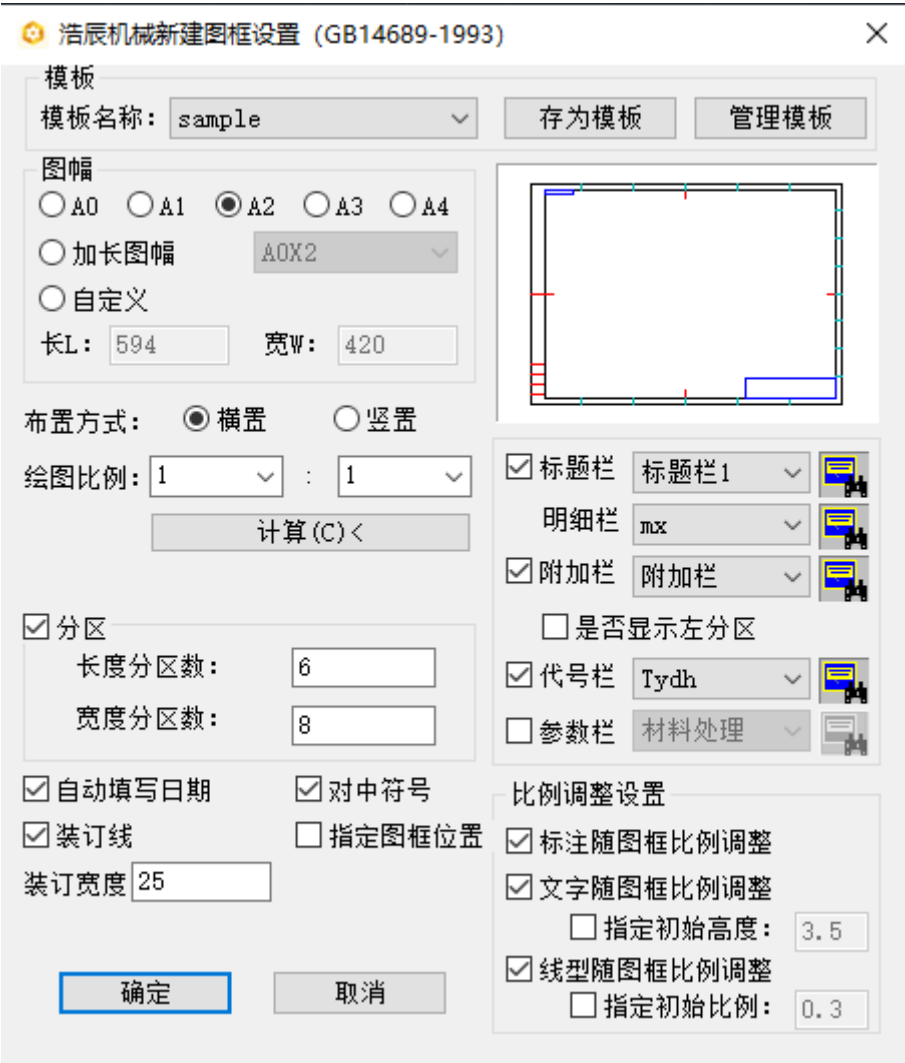 浩辰机械新建图框设置 (GB14689-1993)
模板
模板名称: sample 存为模板 管理模板
图幅
A0 A1 A2 A3 A4
加长图幅 A0X2
自定义
长L: 594 宽W: 420
布置方式: 横置 竖置
绘图比例: 1 : 1
计算(C)<
分区
长度分区数: 6
宽度分区数: 8
自动填写日期 对中符号
装订线 指定图框位置
装订宽度 25
确定 取消
标题栏 标题栏1
明细栏 mx
附加栏 附加栏
是否显示左分区
代号栏 Tydh
参数栏 材料处理
比例调整设置
标注随图框比例调整
文字随图框比例调整
指定初始高度: 3.5
线型随图框比例调整
指定初始比例: 0.3